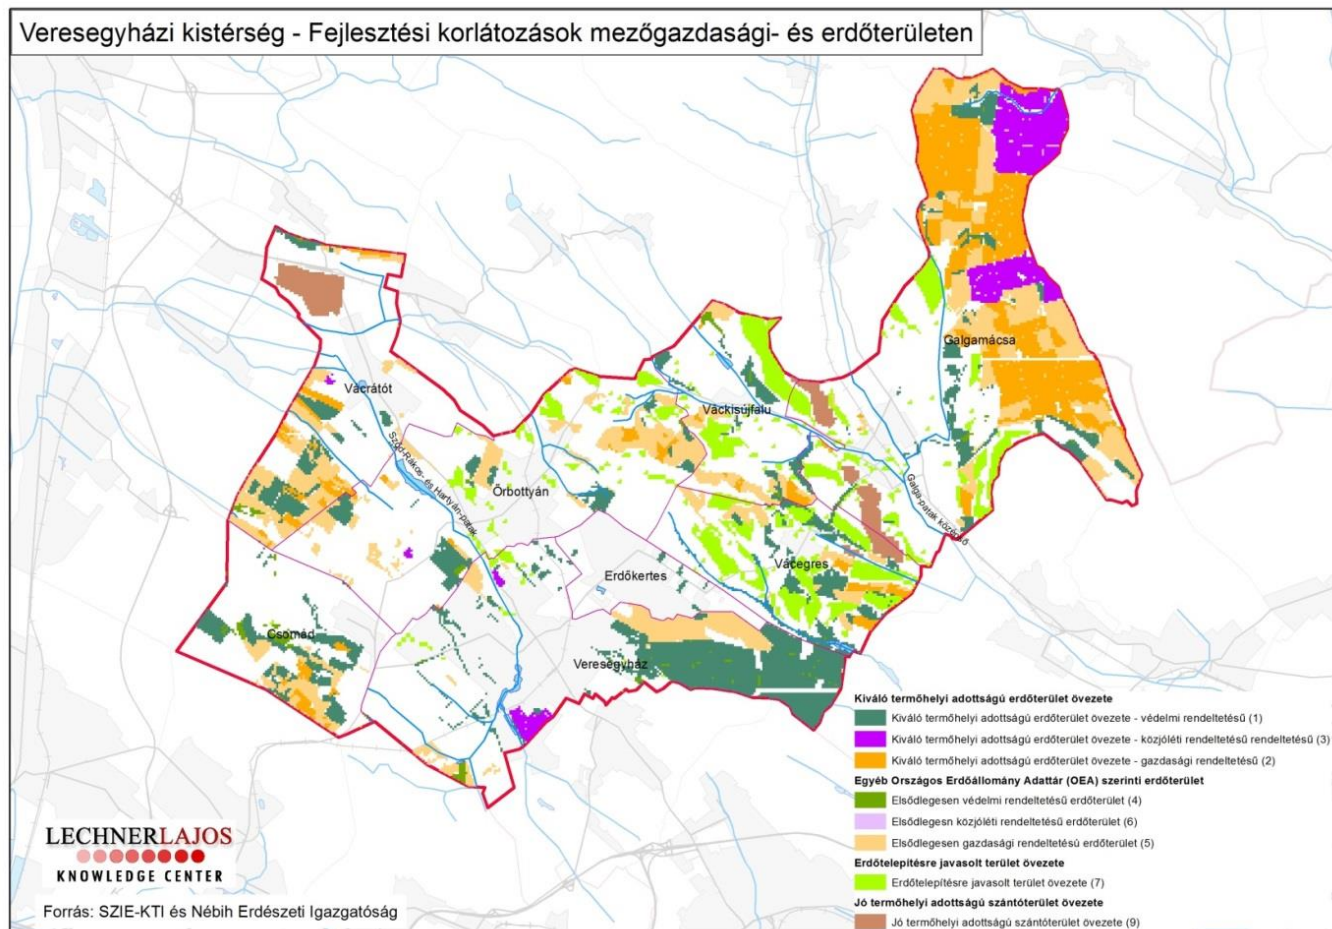 Veresegyházi kistérség - Fejlesztési korlátozások mezőgazdasági- és erdőterületen
Galgamácsa
Vácrátót
Váckisújfalu
Sződ-Rákos- és Hartyán-patak
Őrbottyán
Galga-patak középső
Vácegres
Erdőkertes
Csomád
Veresegyház
Kiváló termőhelyi adottságú erdőterület övezete
Kiváló termőhelyi adottságú erdőterület övezete - védelmi rendeltetésű (1)
Kiváló termőhelyi adottságú erdőterület övezete - közjóléti rendeltetésű rendeltetésű (3)
Kiváló termőhelyi adottságú erdőterület övezete - gazdasági rendeltetésű (2)
Egyéb Országos Erdőállomány Adattár (OEA) szerinti erdőterület
Elsődlegesen védelmi rendeltetésű erdőterület (4)
Elsődlegesn közjóléti rendeltetésű erdőterület (6)
Elsődlegesen gazdasági rendeltetésű erdőterület (5)
Erdőtelepítésre javasolt terület övezete
Erdőtelepítésre javasolt terület övezete (7)
Jó termőhelyi adottságú szántóterület övezete
Jó termőhelyi adottságú szántóterület övezete (9)
LECHNERLAJOS
KNOWLEDGE CENTER
Forrás: SZIE-KTI és Nébih Erdészeti Igazgatóság